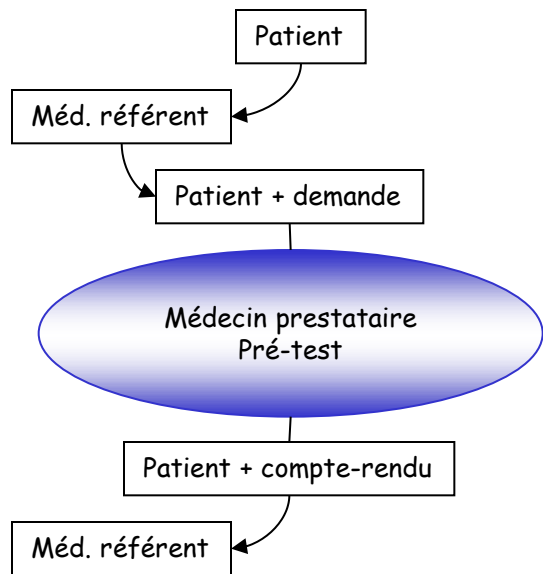 Patient
Méd. référent
Patient + demande
Médecin prestataire
Pré-test
Patient + compte-rendu
Méd. référent